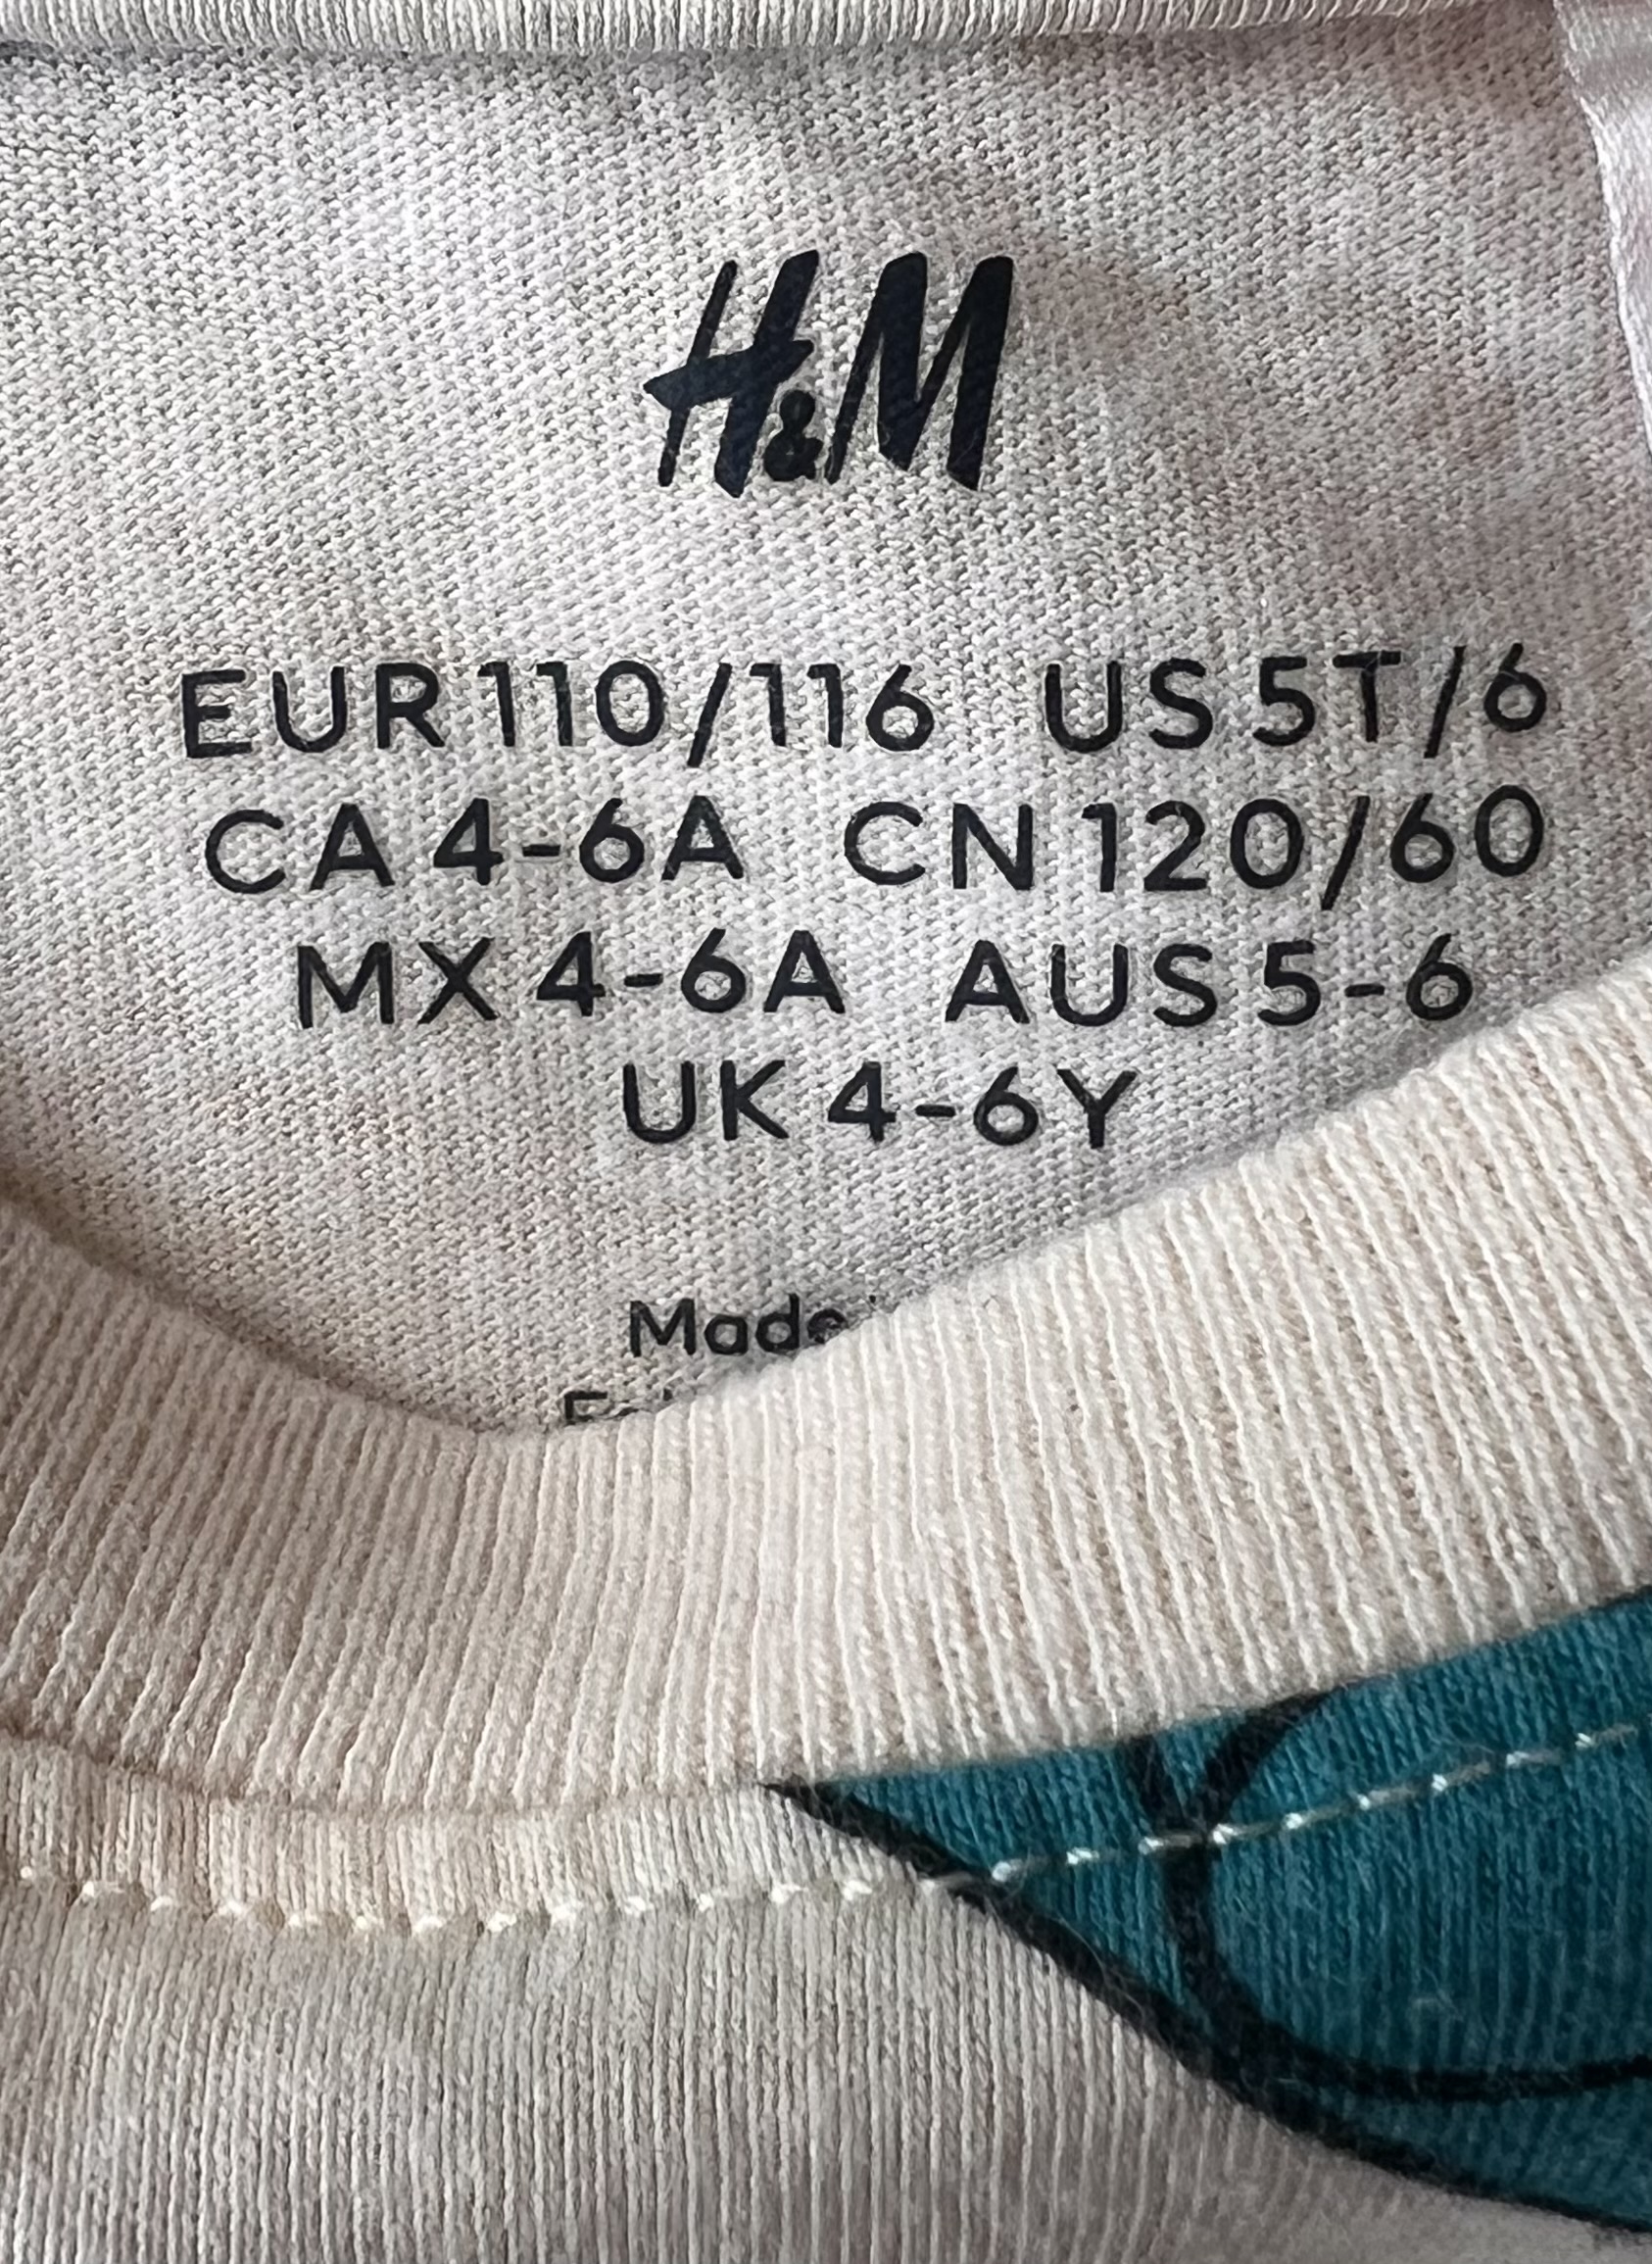 H&M
EUR 110/116 US 5T/6
CA 4-6A CN 120/60
MX 4-6A AUS 5-6
UK 4-6Y
Made